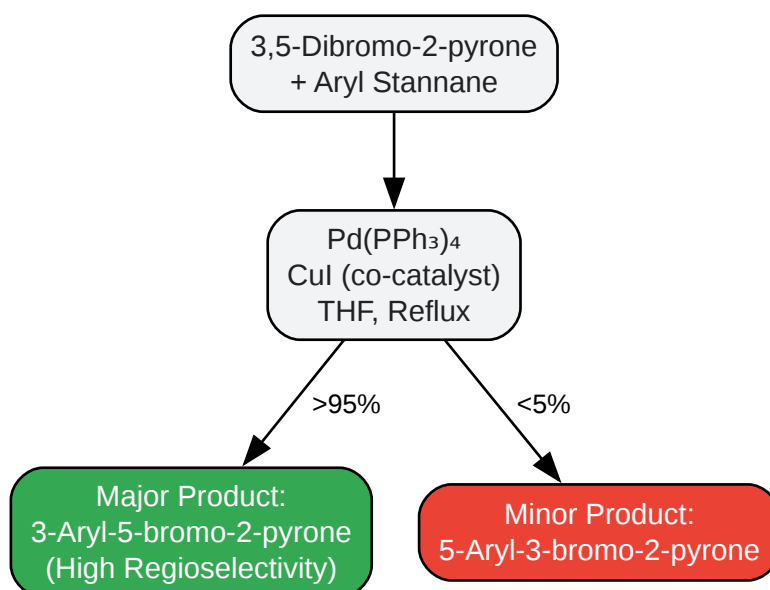 3,5-Dibromo-2-pyrone
+ Aryl Stannane
Pd(PPh₃)₄
CuI (co-catalyst)
THF, Reflux
>95%
<5%
Major Product:
3-Aryl-5-bromo-2-pyrone
(High Regioselectivity)
Minor Product:
5-Aryl-3-bromo-2-pyrone